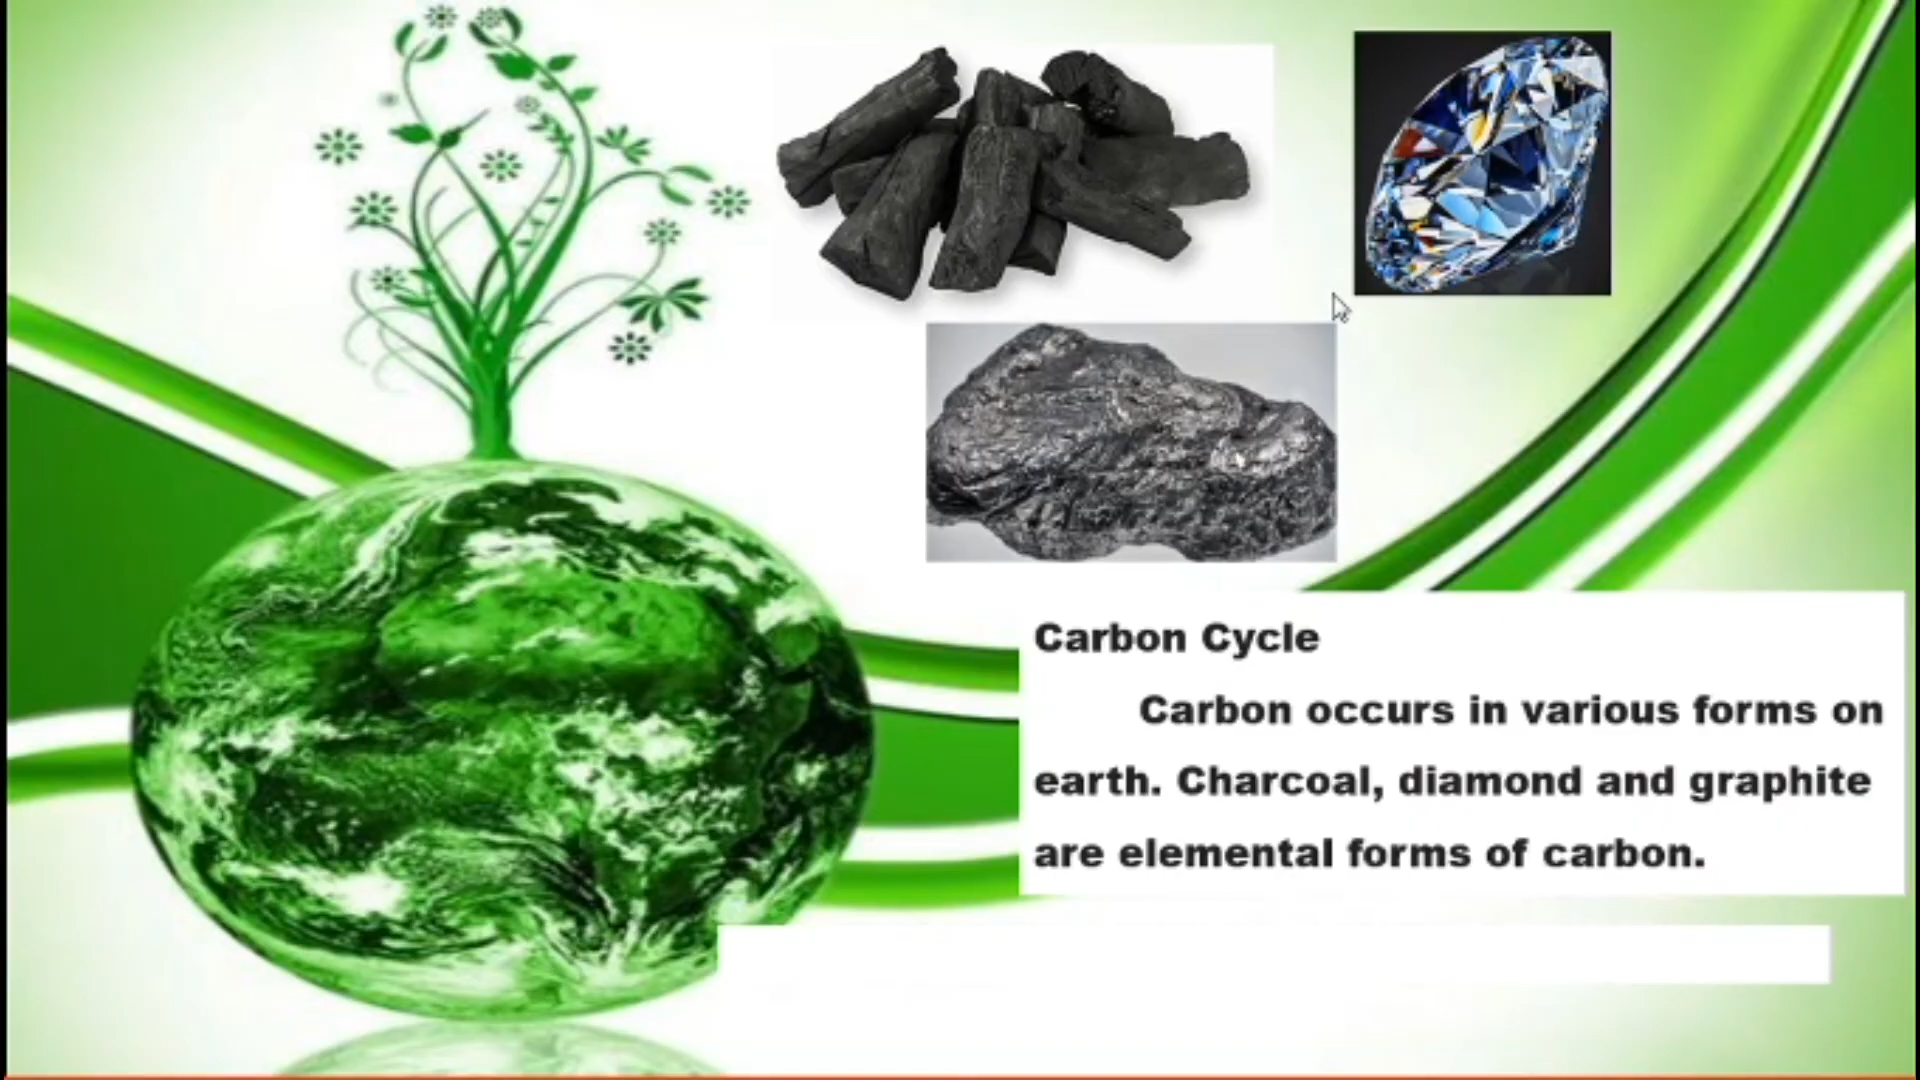 Carbon Cycle
Carbon occurs in various forms on
earth. Charcoal, diamond and graphite
are elemental forms of carbon.